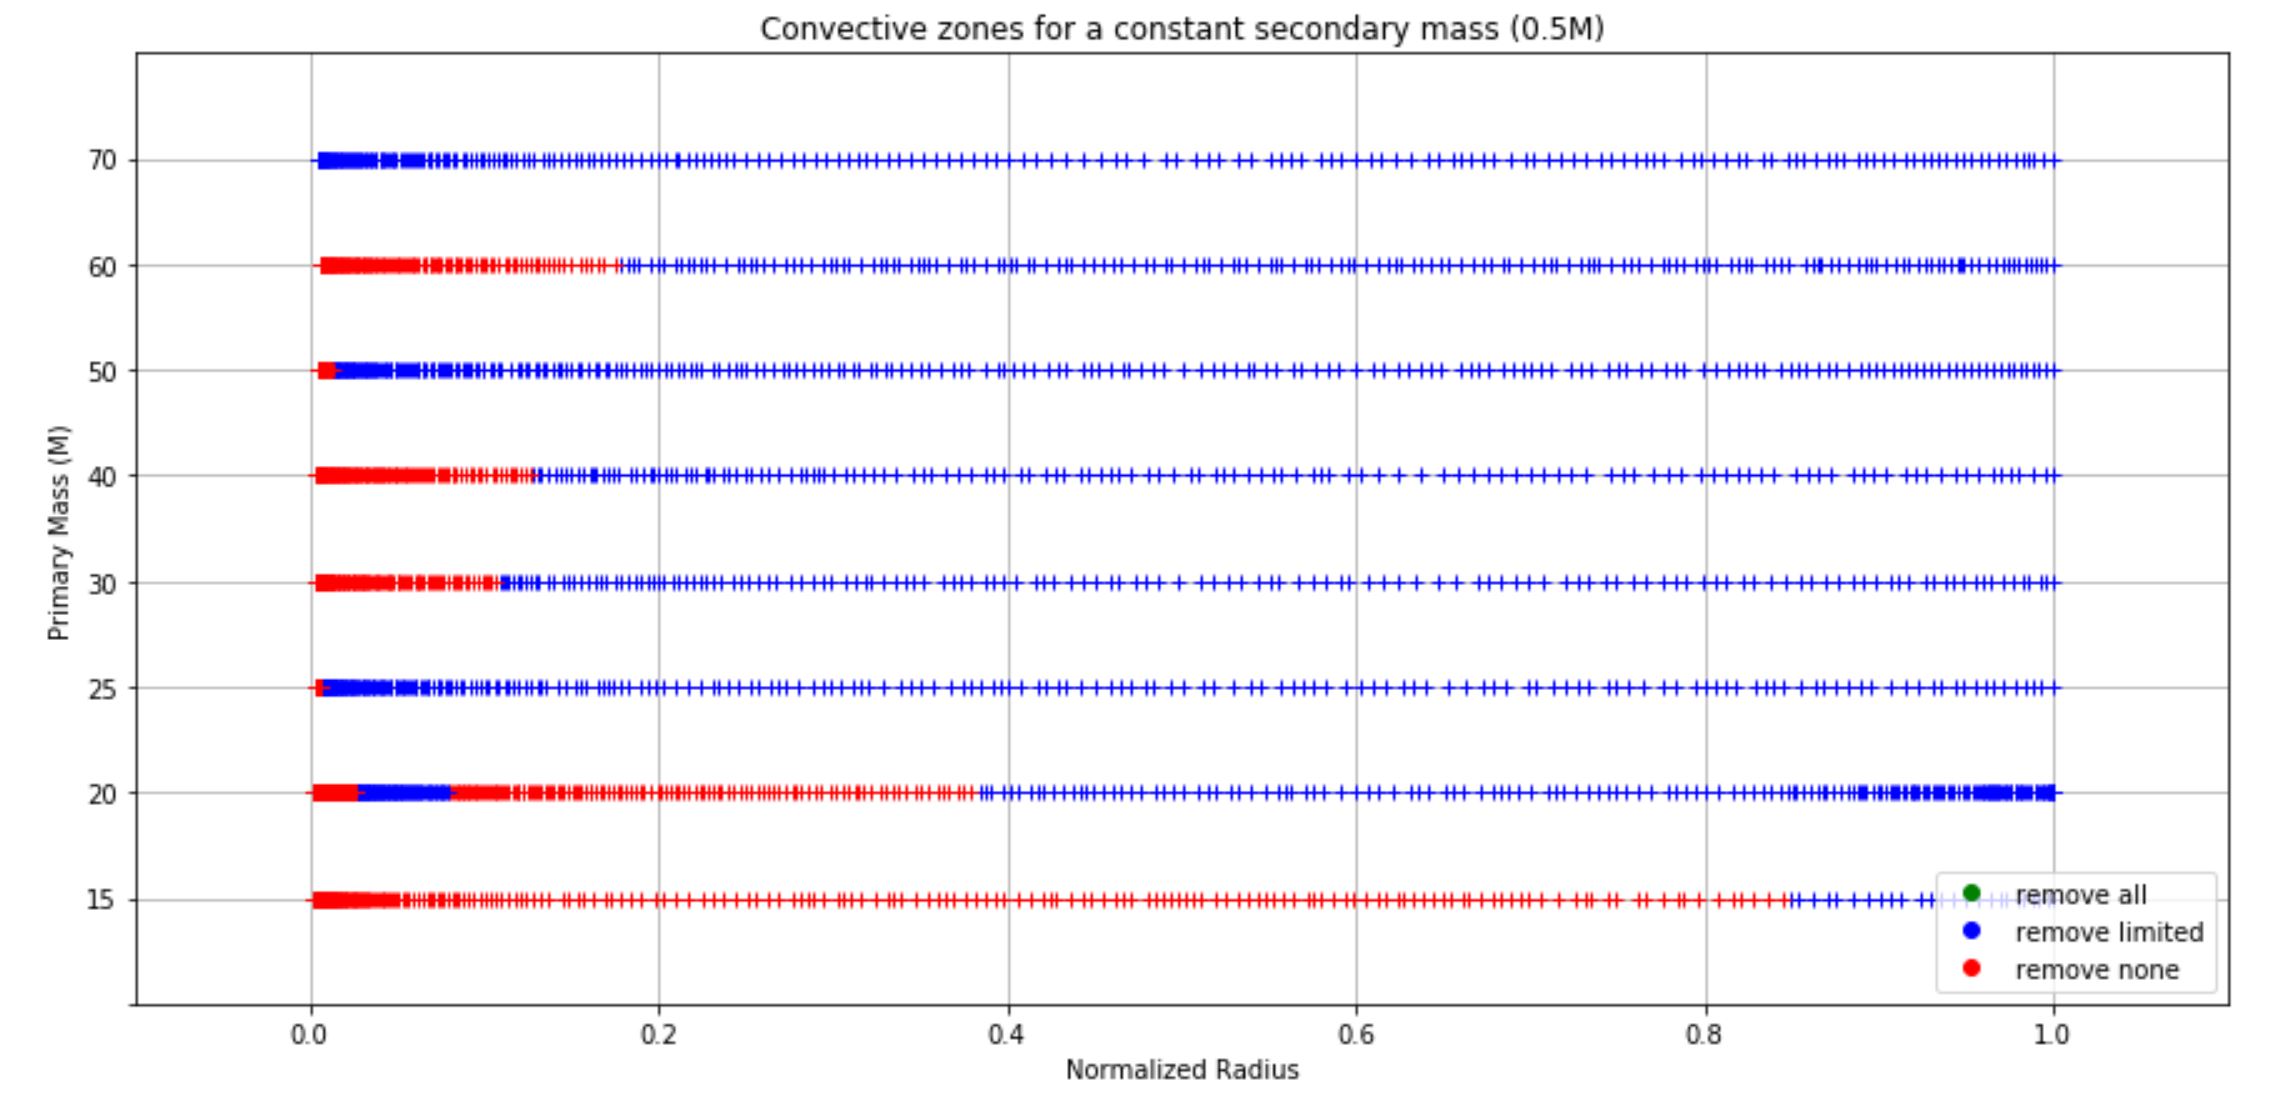 Convective zones for a constant secondary mass (0.5M)
Primary Mass (M)
70
60
50
40
30
25
20
15
remove all
remove limited
remove none
0.0 0.2 0.4 0.6 0.8 1.0
Normalized Radius